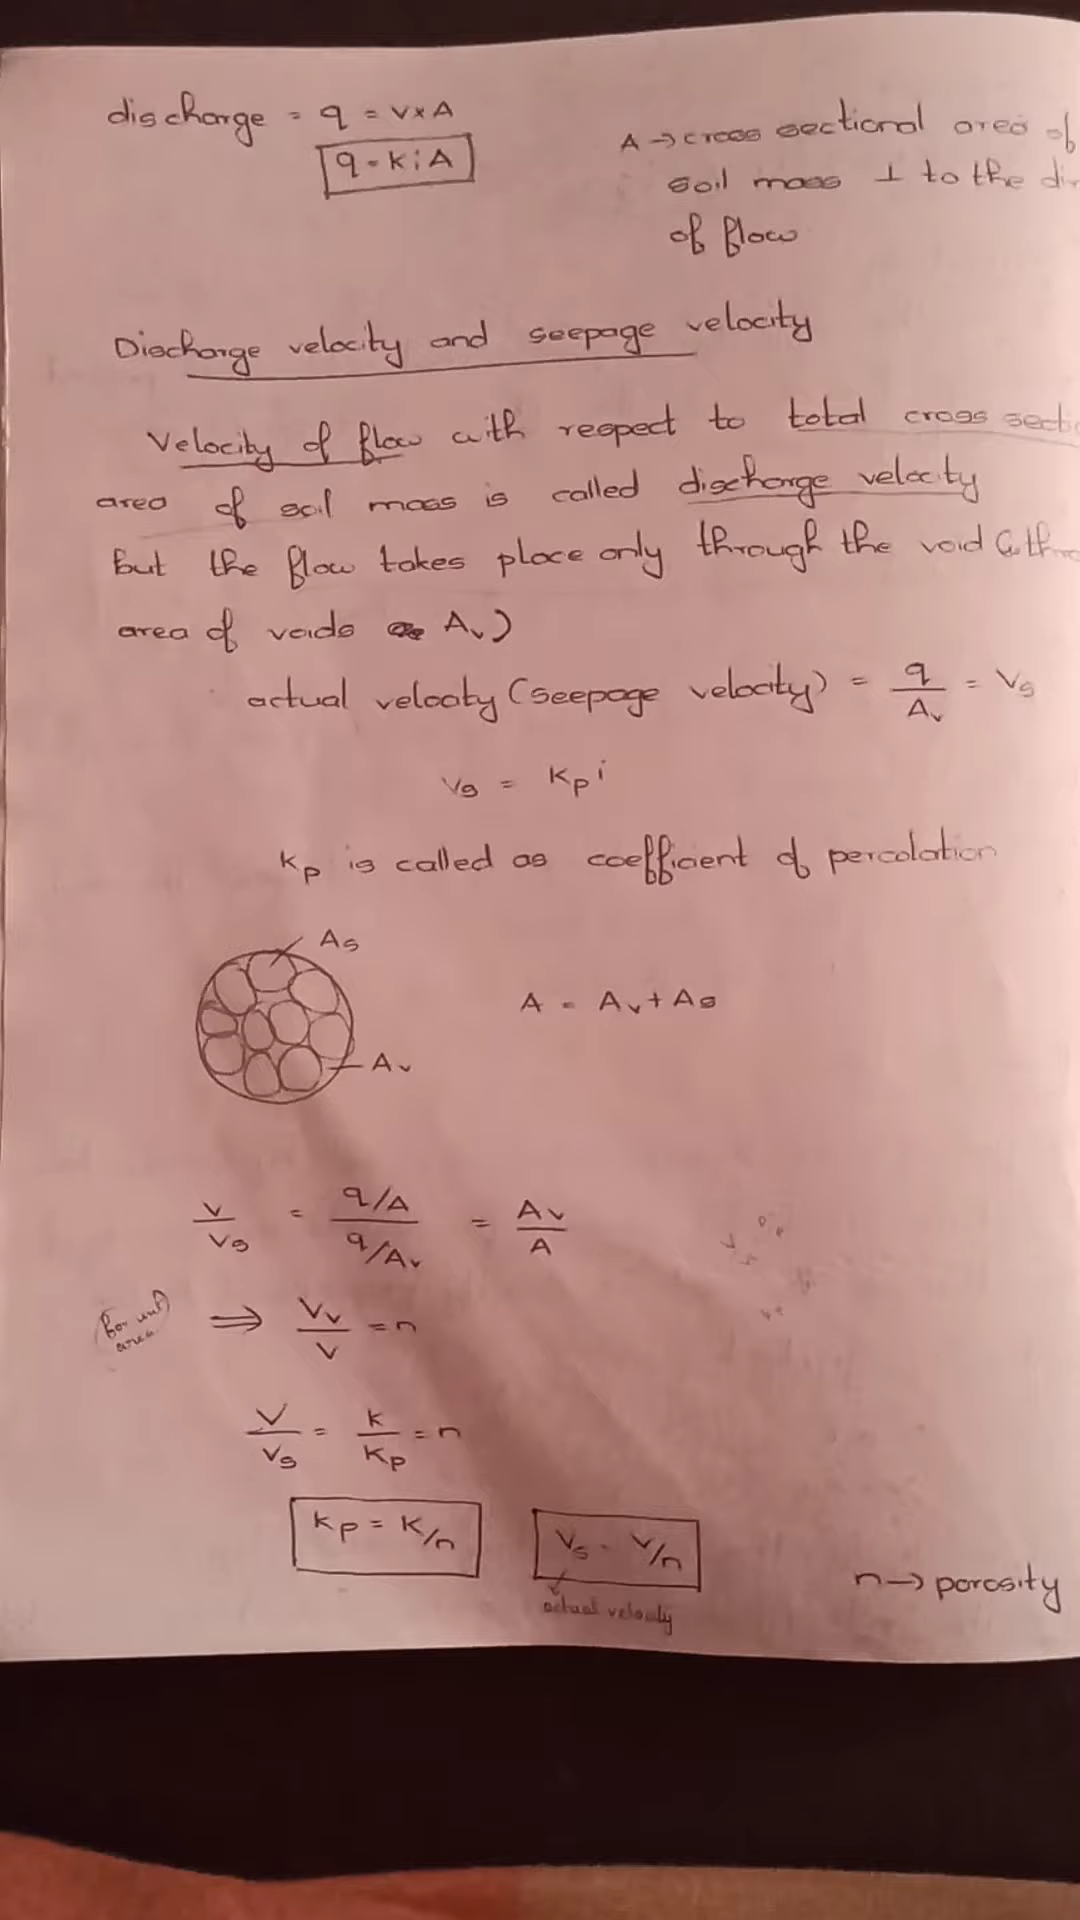 discharge = q = v×A
q = kiA
A → cross sectional area of
soil mass ⊥ to the
of flow
Discharge velocity and seepage velocity
Velocity of flow with respect to total cross
area of soil mass is called discharge velocity
but the flow takes place only through the void
area of voids Av)
actual velocity (seepage velocity) = q/Av = Vs
Vs = Kp i
Kp is called as coefficient of percolation
As
A = Av + As
Av
v/vs = (q/A)/(q/Av) = Av/A
(for unit area) ⟹ Vv/V = n
V/Vs = k/Kp = n
Kp = K/n
Vs = V/n
actual velocity
n → porosity